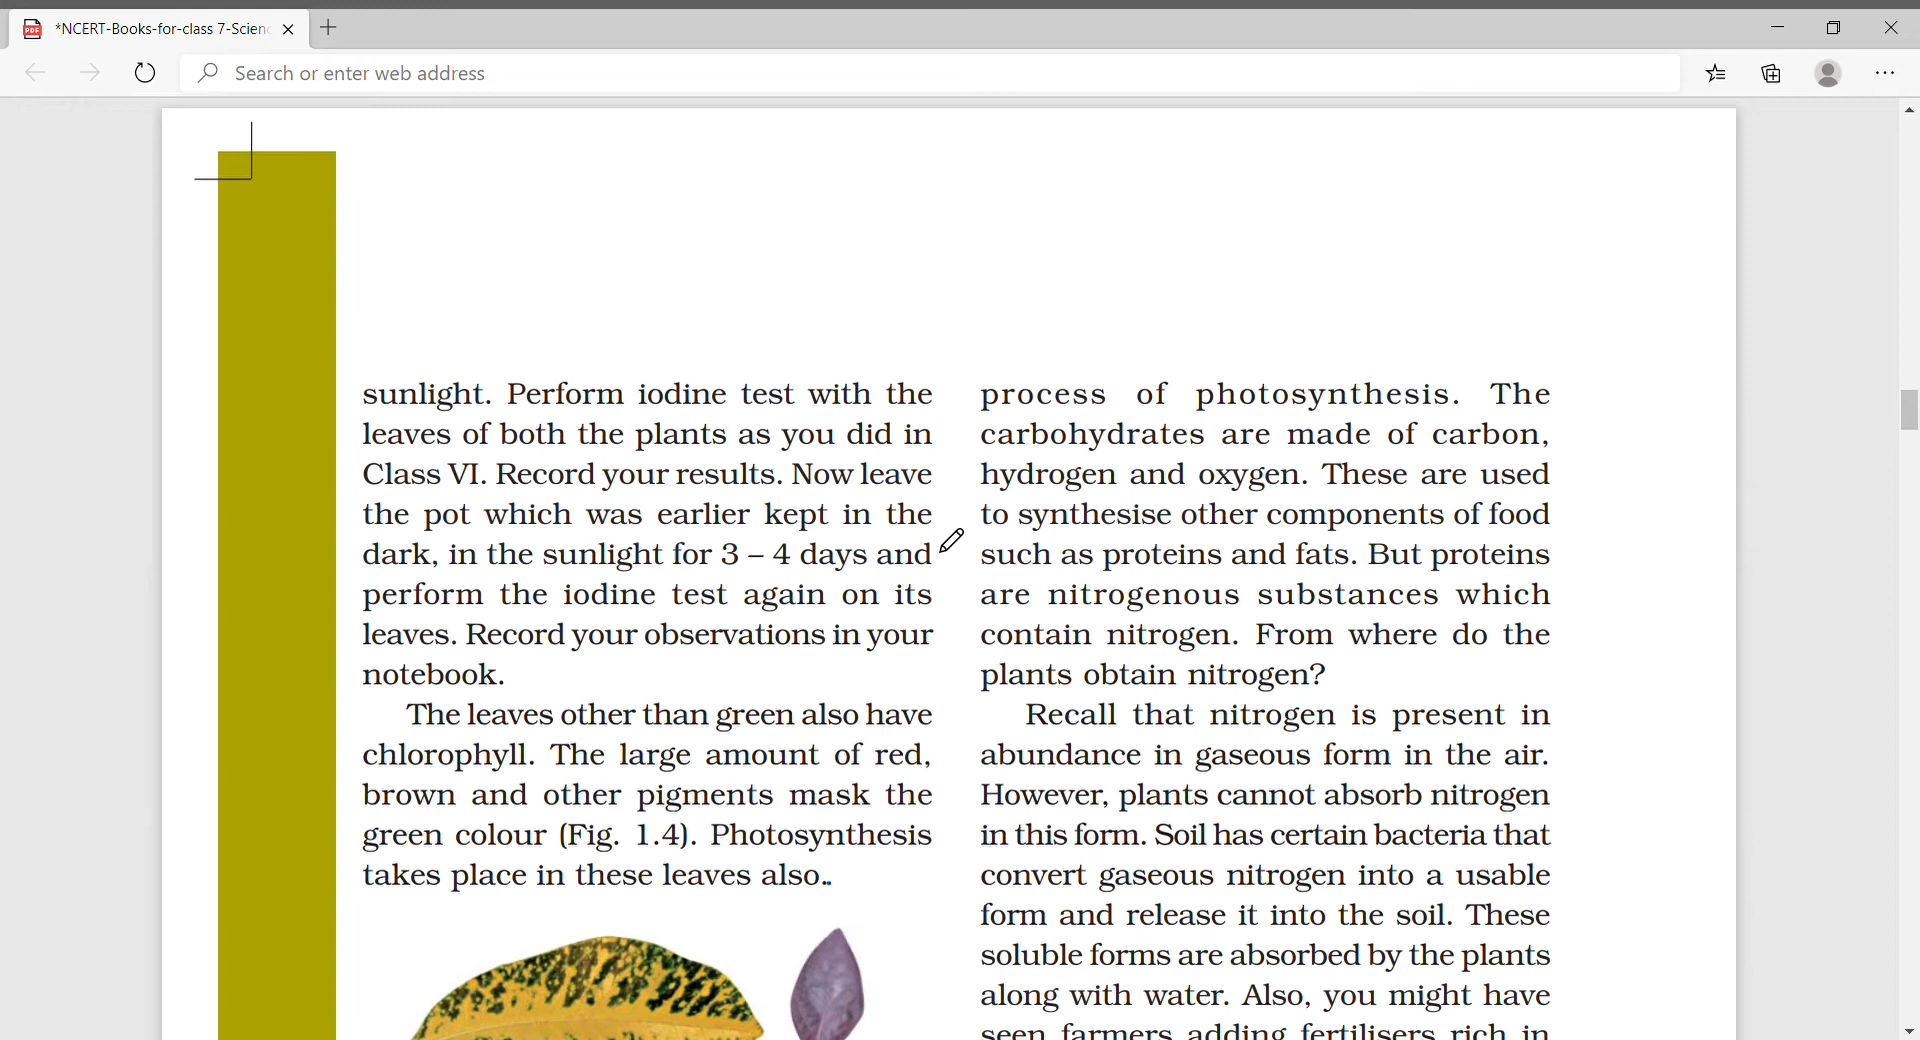 *NCERT-Books-for-class 7-Scien
Search or enter web address
sunlight. Perform iodine test with the
leaves of both the plants as you did in
Class VI. Record your results. Now leave
the pot which was earlier kept in the
dark, in the sunlight for 3 – 4 days and
perform the iodine test again on its
leaves. Record your observations in your
notebook.
The leaves other than green also have
chlorophyll. The large amount of red,
brown and other pigments mask the
green colour (Fig. 1.4). Photosynthesis
takes place in these leaves also..
process of photosynthesis. The
carbohydrates are made of carbon,
hydrogen and oxygen. These are used
to synthesise other components of food
such as proteins and fats. But proteins
are nitrogenous substances which
contain nitrogen. From where do the
plants obtain nitrogen?
Recall that nitrogen is present in
abundance in gaseous form in the air.
However, plants cannot absorb nitrogen
in this form. Soil has certain bacteria that
convert gaseous nitrogen into a usable
form and release it into the soil. These
soluble forms are absorbed by the plants
along with water. Also, you might have
seen farmers adding fertilisers rich in